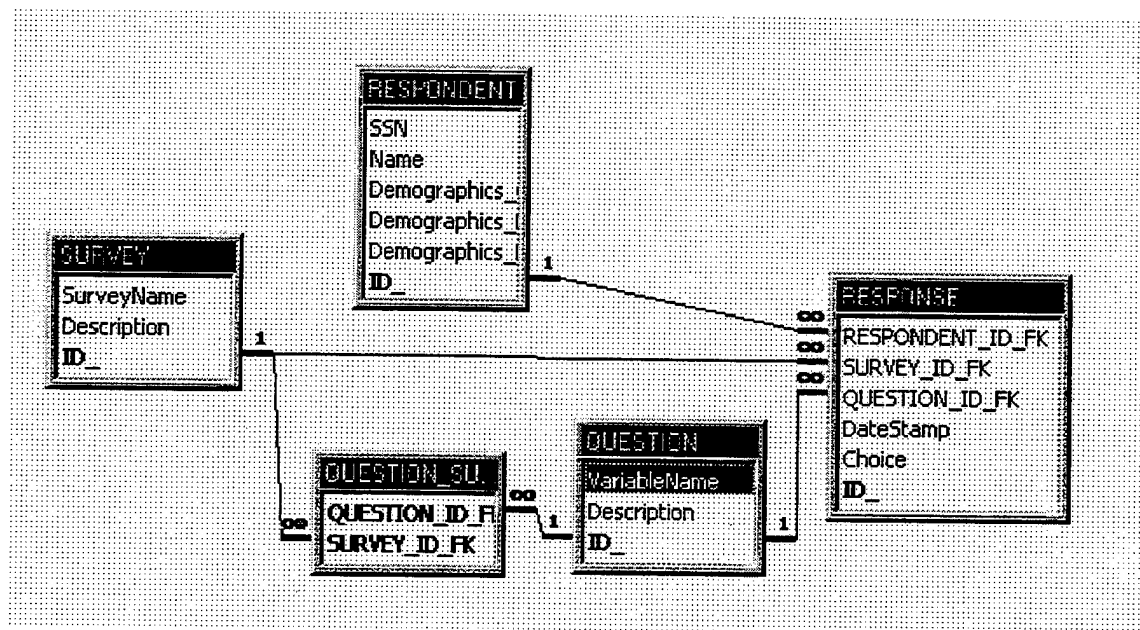 RESPONDENT
SSN
Name
Demographics_
Demographics_
Demographics_
ID_
1
SURVEY
SurveyName
Description
ID_
1
RESPONSE
∞
RESPONDENT_ID_FK
∞
SURVEY_ID_FK
∞
QUESTION_ID_FK
DateStamp
Choice
ID_
QUESTION_SU.
QUESTION_ID_F
SURVEY_ID_FK
∞
∞
1
QUESTION
VariableName
Description
ID_
1